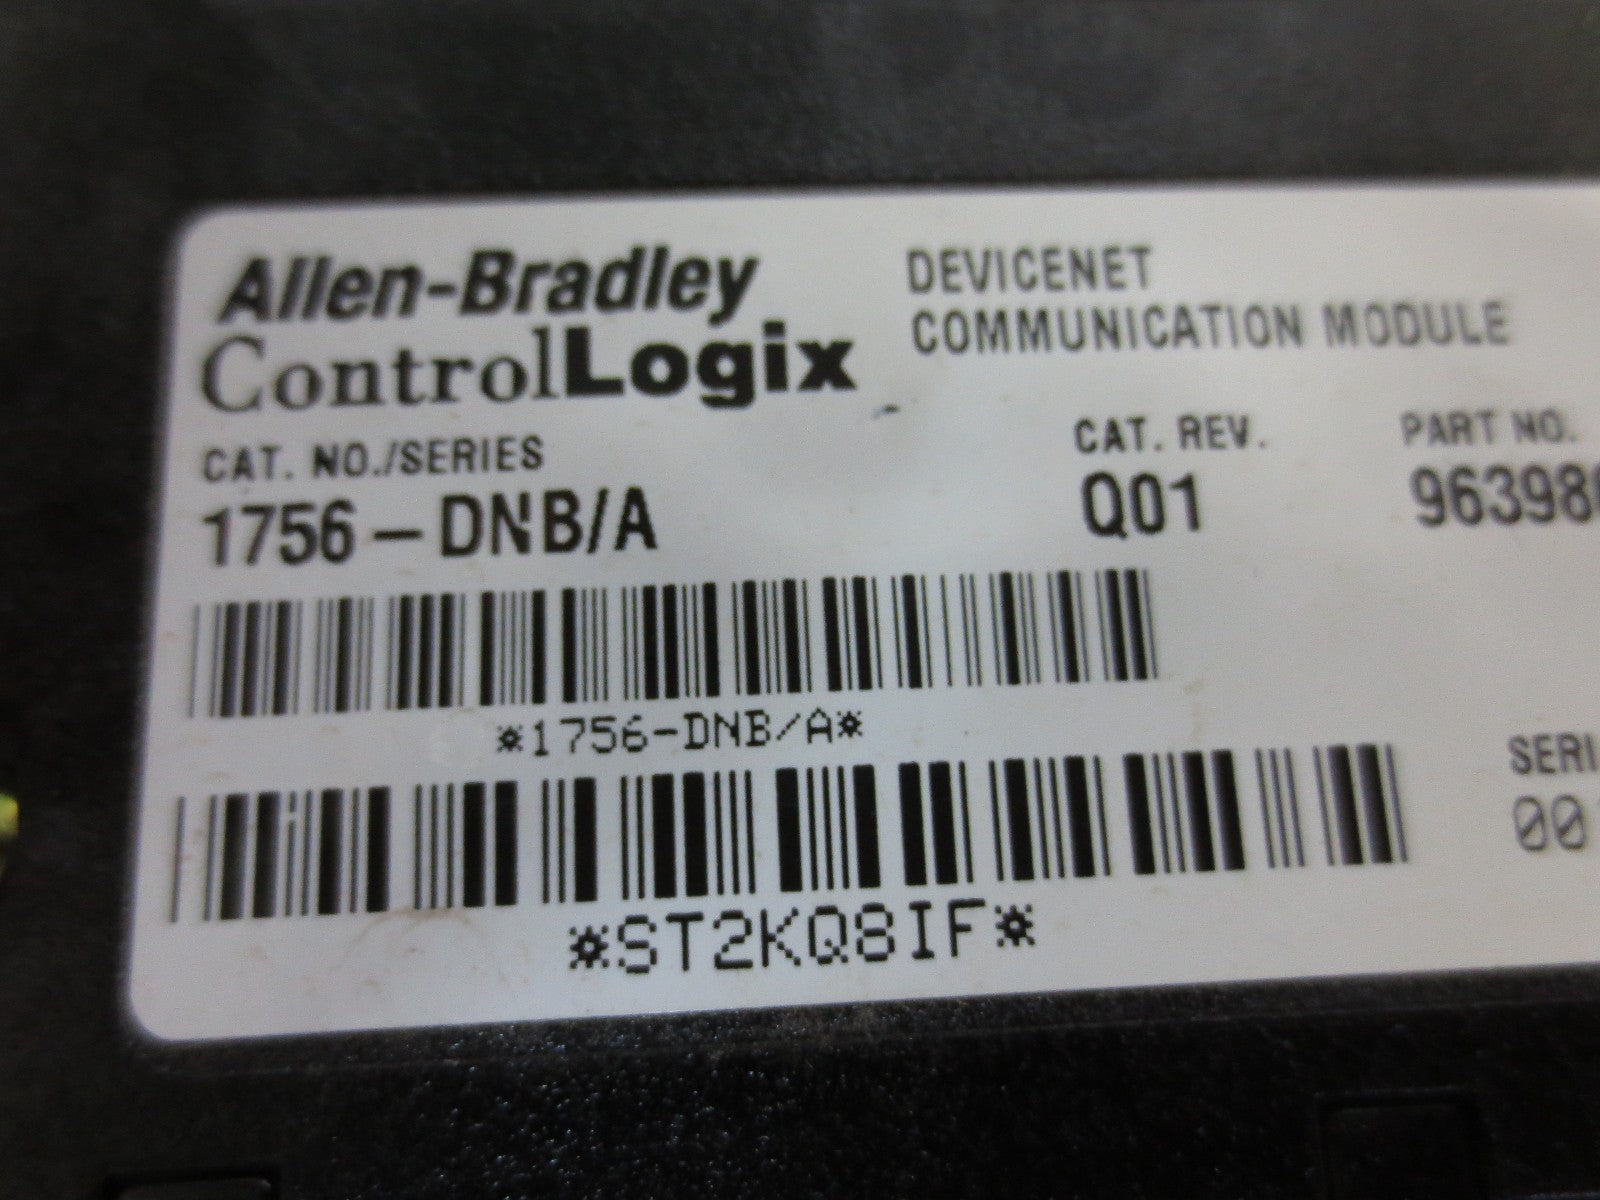 Allen-Bradley
ControlLogix
DEVICENET
COMMUNICATION MODULE
CAT. NO./SERIES
1756-DNB/A
CAT. REV.
Q01
PART NO.
*1756-DNB/A*
*ST2KQ8IF*